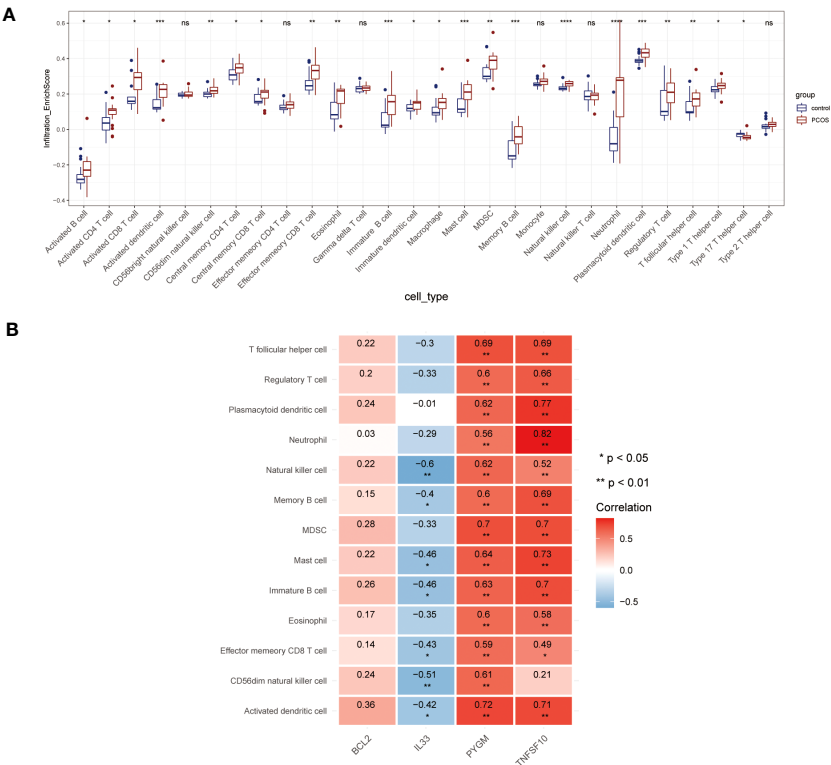 A
* * * *** ns ** * * ns ** ** ns *** * * *** ** *** ns **** ns **** *** ** ** * * ns
0.6
0.4
0.2
0.0
−0.2
−0.4
Infiltration_EnrichScore
group
control
PCOS
Activated B cell
Activated CD4 T cell
Activated CD8 T cell
Activated dendritic cell
CD56bright natural killer cell
CD56dim natural killer cell
Central memory CD4 T cell
Central memory CD8 T cell
Effector memory CD4 T cell
Effector memory CD8 T cell
Eosinophil
Gamma delta T cell
Immature B cell
Immature dendritic cell
Macrophage
Mast cell
MDSC
Memory B cell
Monocyte
Natural killer cell
Natural killer T cell
Neutrophil
Plasmacytoid dendritic cell
Regulatory T cell
T follicular helper cell
Type 1 T helper cell
Type 17 T helper cell
Type 2 T helper cell
cell_type
B
T follicular helper cell 0.22 −0.3 0.69 0.69
** **
Regulatory T cell 0.2 −0.33 0.6 0.66
** **
Plasmacytoid dendritic cell 0.24 −0.01 0.62 0.77
** **
Neutrophil 0.03 −0.29 0.56 0.82
** **
Natural killer cell 0.22 −0.6 0.62 0.52
** ** **
Memory B cell 0.15 −0.4 0.6 0.69
* ** **
MDSC 0.28 −0.33 0.7 0.7
** **
Mast cell 0.22 −0.46 0.64 0.73
* ** **
Immature B cell 0.26 −0.46 0.63 0.7
* ** **
Eosinophil 0.17 −0.35 0.6 0.58
** **
Effector memeory CD8 T cell 0.14 −0.43 0.59 0.49
* ** *
CD56dim natural killer cell 0.24 −0.51 0.61 0.21
** **
Activated dendritic cell 0.36 −0.42 0.72 0.71
* ** **
BCL2
IL33
PYGM
TNFSF10
* p < 0.05
** p < 0.01
Correlation
0.5
0.0
−0.5